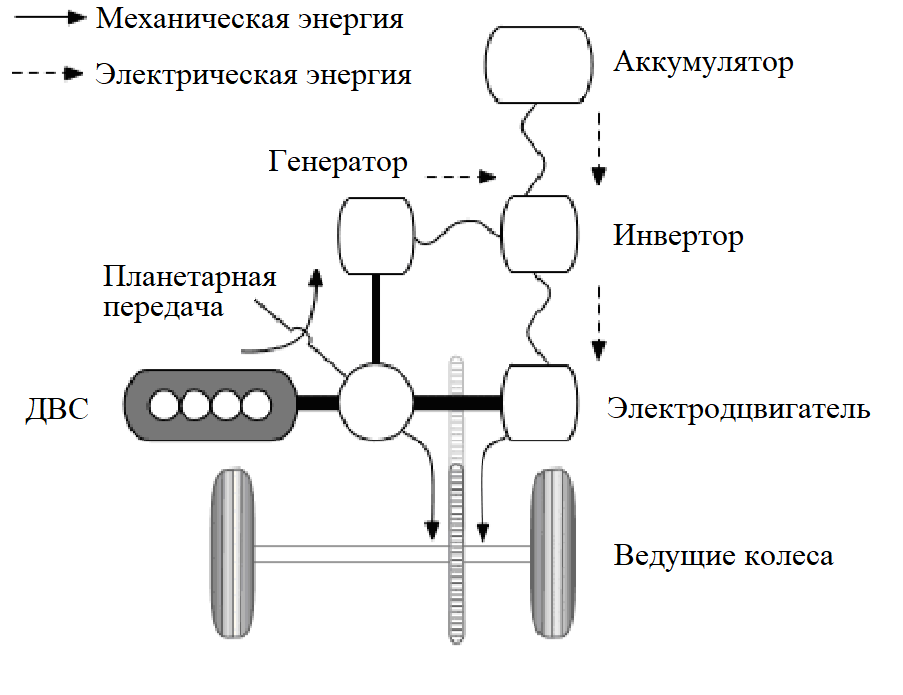 Механическая энергия
Электрическая энергия
Аккумулятор
Генератор
Инвертор
Планетарная
передача
ДВС
Электродцвигатель
Ведущие колеса